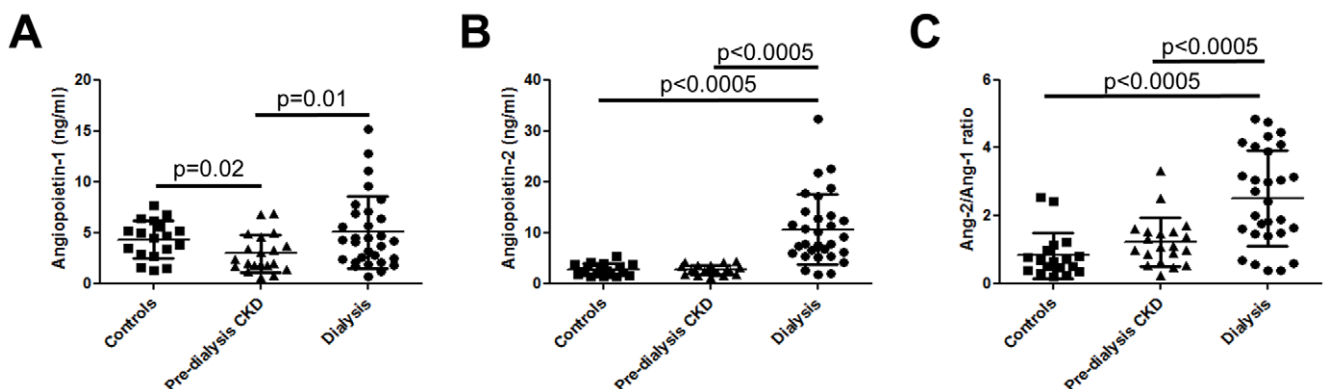 A
B
C
p<0.0005
p<0.0005
p<0.0005
p<0.0005
p=0.01
p=0.02
Angiopoietin-1 (ng/ml)
20
15
10
5
0
Controls
Pre-dialysis CKD
Dialysis
Angiopoietin-2 (ng/ml)
40
30
20
10
0
Controls
Pre-dialysis CKD
Dialysis
Ang-2/Ang-1 ratio
6
4
2
0
Controls
Pre-dialysis CKD
Dialysis